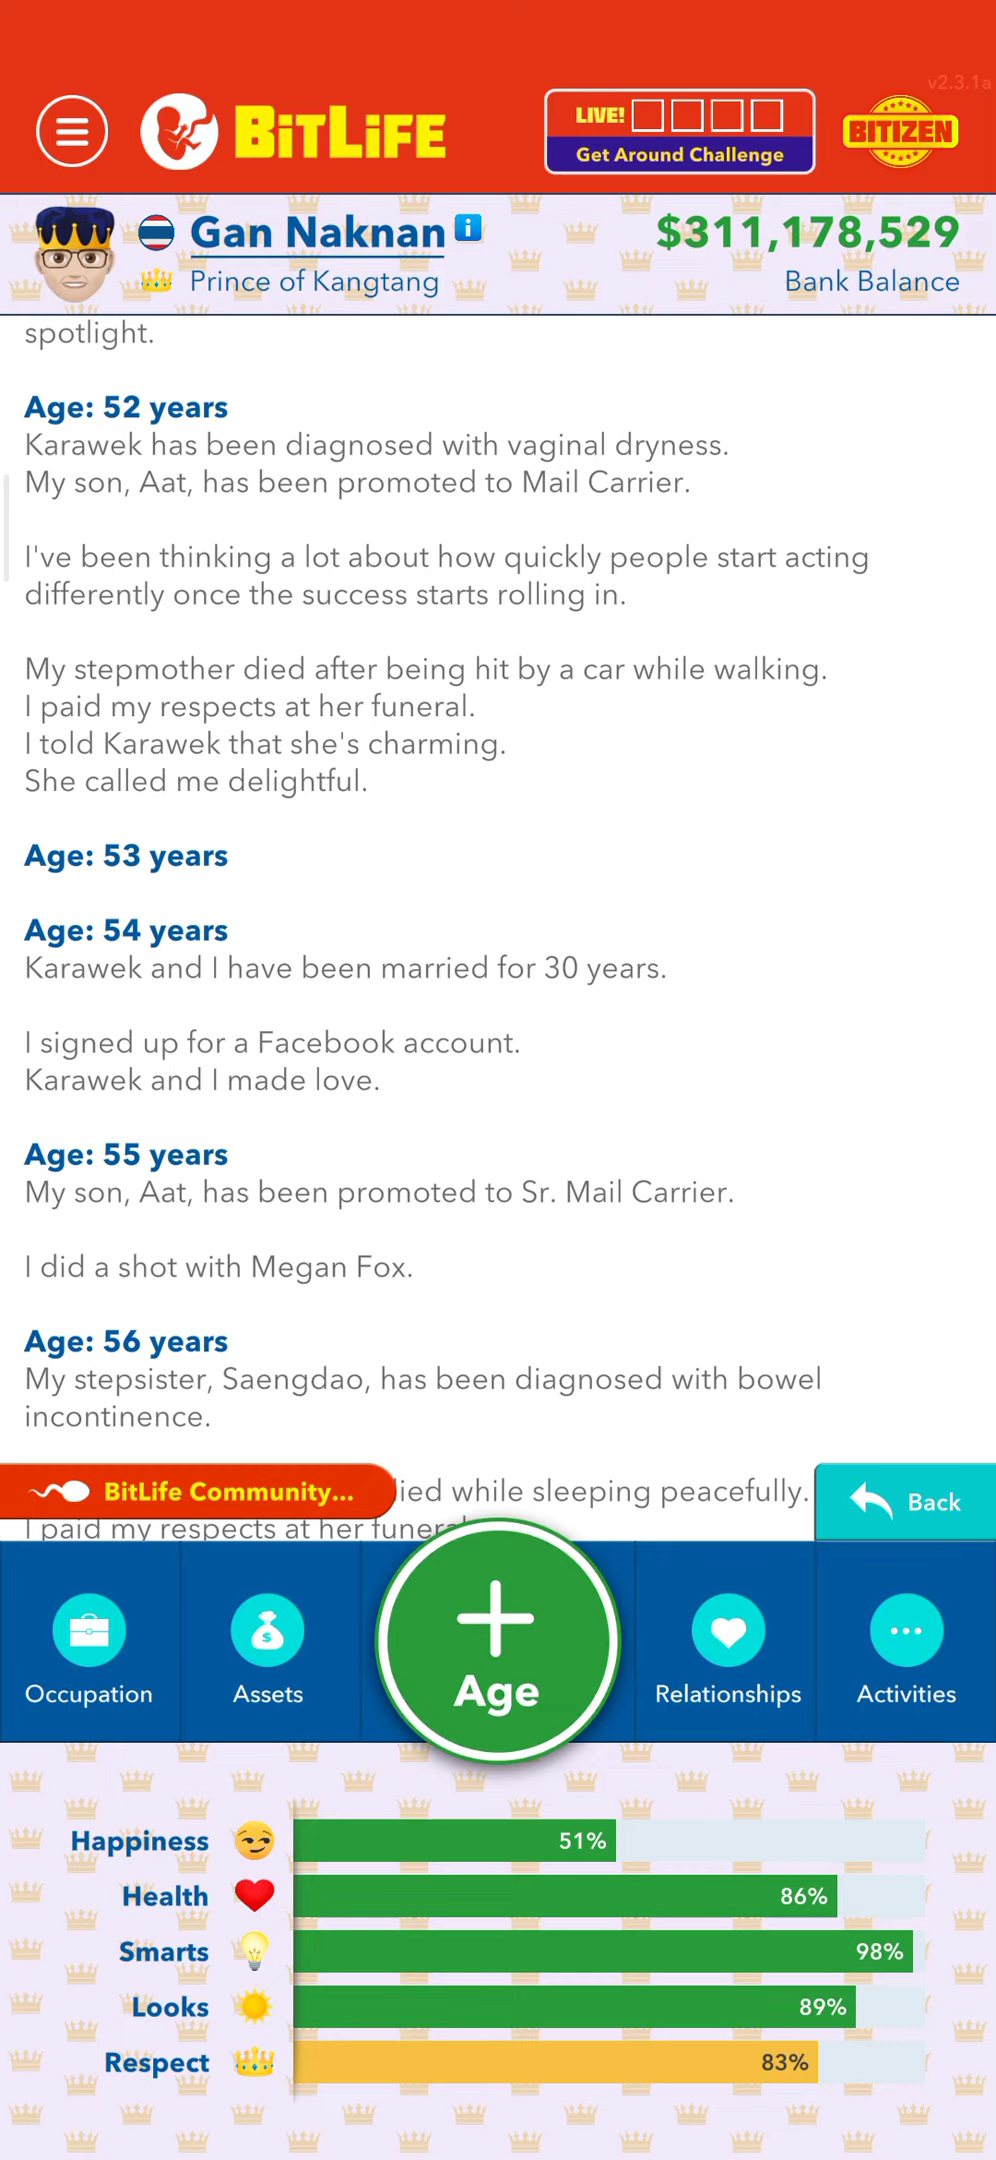 v2.3.1a
BiTLiFE
LIVE!
Get Around Challenge
BITIZEN
Gan Naknan i
$311,178,529
Prince of Kangtang
Bank Balance
spotlight.
Age: 52 years
Karawek has been diagnosed with vaginal dryness.
My son, Aat, has been promoted to Mail Carrier.
I've been thinking a lot about how quickly people start acting
differently once the success starts rolling in.
My stepmother died after being hit by a car while walking.
I paid my respects at her funeral.
I told Karawek that she's charming.
She called me delightful.
Age: 53 years
Age: 54 years
Karawek and I have been married for 30 years.
I signed up for a Facebook account.
Karawek and I made love.
Age: 55 years
My son, Aat, has been promoted to Sr. Mail Carrier.
I did a shot with Megan Fox.
Age: 56 years
My stepsister, Saengdao, has been diagnosed with bowel
incontinence.
BitLife Community...
while sleeping peacefully.
Back
I paid my respects at her
Occupation
Assets
Age
Relationships
Activities
Happiness
51%
Health
86%
Smarts
98%
Looks
89%
Respect
83%